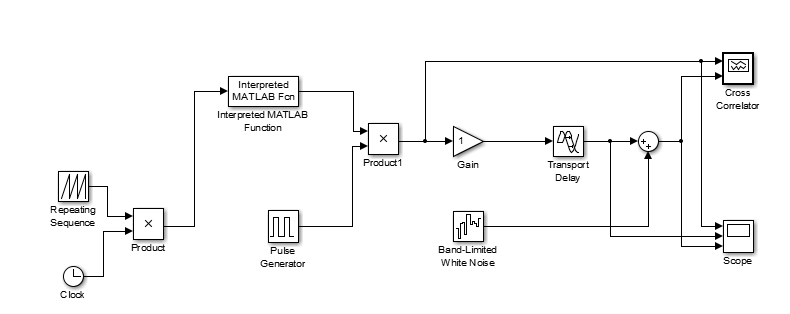 Interpreted
MATLAB Fcn
Interpreted MATLAB
Function
Cross
Correlator
×
Product1
1
Gain
Transport
Delay
Repeating
Sequence
×
Product
Pulse
Generator
Band-Limited
White Noise
Scope
Clock